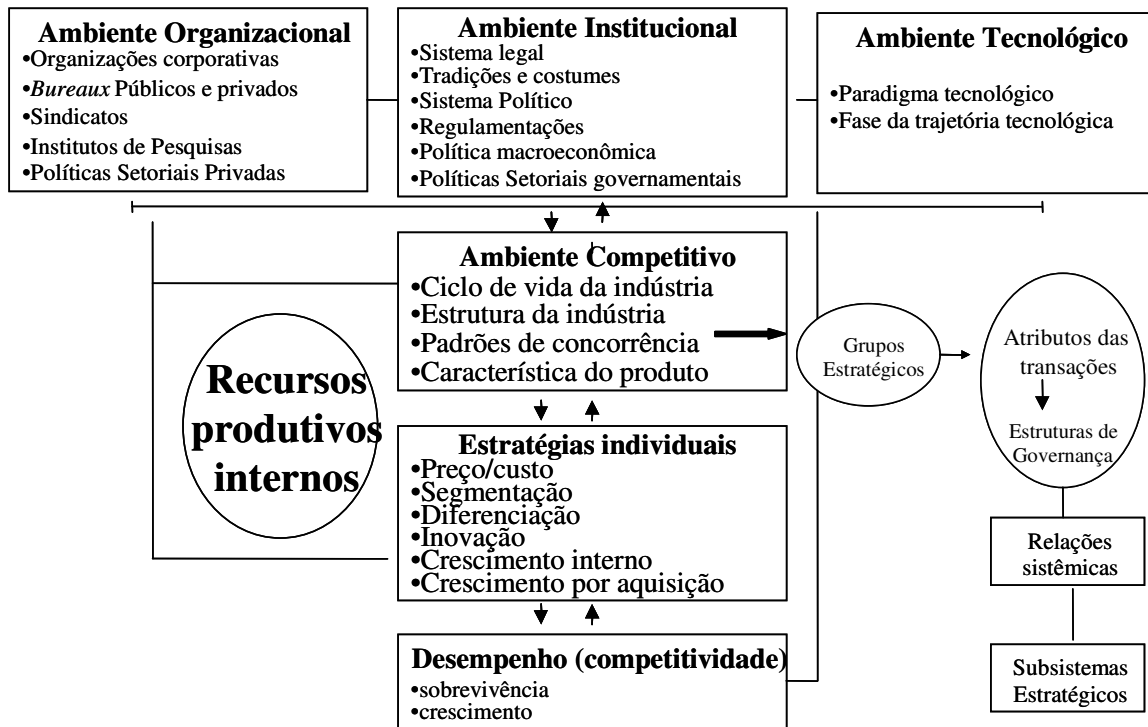 Ambiente Organizacional
•Organizações corporativas
•Bureaux Públicos e privados
•Sindicatos
•Institutos de Pesquisas
•Políticas Setoriais Privadas
Ambiente Institucional
•Sistema legal
•Tradições e costumes
•Sistema Político
•Regulamentações
•Política macroeconômica
•Políticas Setoriais governamentais
Ambiente Tecnológico
•Paradigma tecnológico
•Fase da trajetória tecnológica
Ambiente Competitivo
•Ciclo de vida da indústria
•Estrutura da indústria
•Padrões de concorrência
•Característica do produto
Recursos
produtivos
internos
Grupos
Estratégicos
Atributos das
transações
Estruturas de
Governança
Estratégias individuais
•Preço/custo
•Segmentação
•Diferenciação
•Inovação
•Crescimento interno
•Crescimento por aquisição
Relações
sistêmicas
Desempenho (competitividade)
•sobrevivência
•crescimento
Subsistemas
Estratégicos